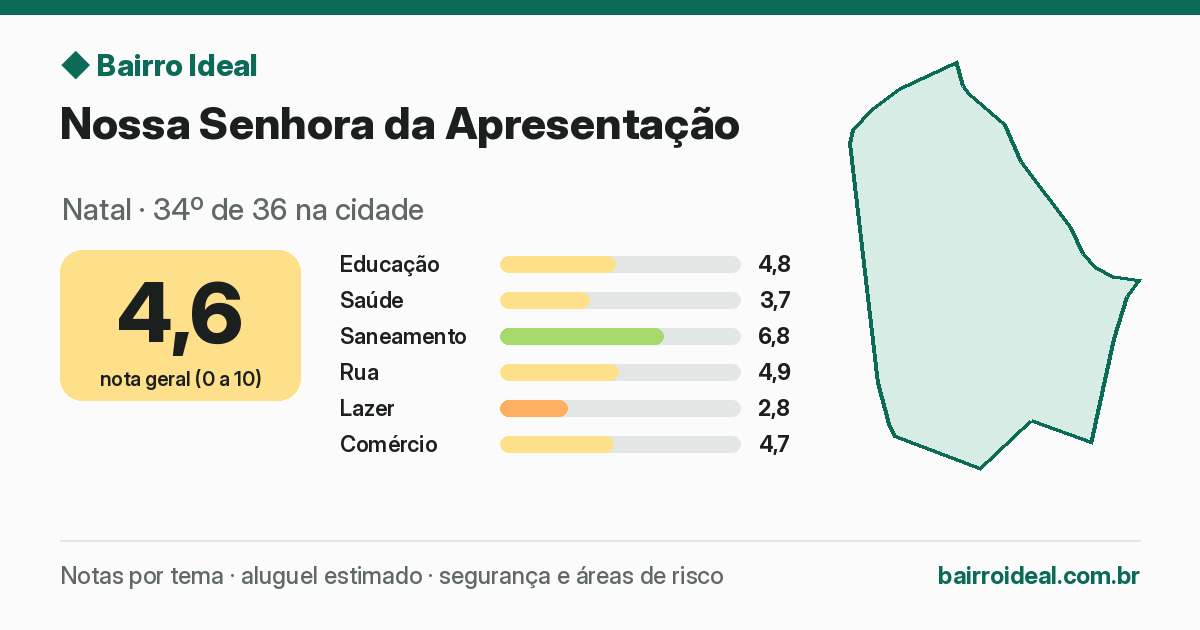 Bairro Ideal
Nossa Senhora da Apresentação
Natal · 34º de 36 na cidade
4,6
nota geral (0 a 10)
Educação 4,8
Saúde 3,7
Saneamento 6,8
Rua 4,9
Lazer 2,8
Comércio 4,7
Notas por tema · aluguel estimado · segurança e áreas de risco
bairroideal.com.br